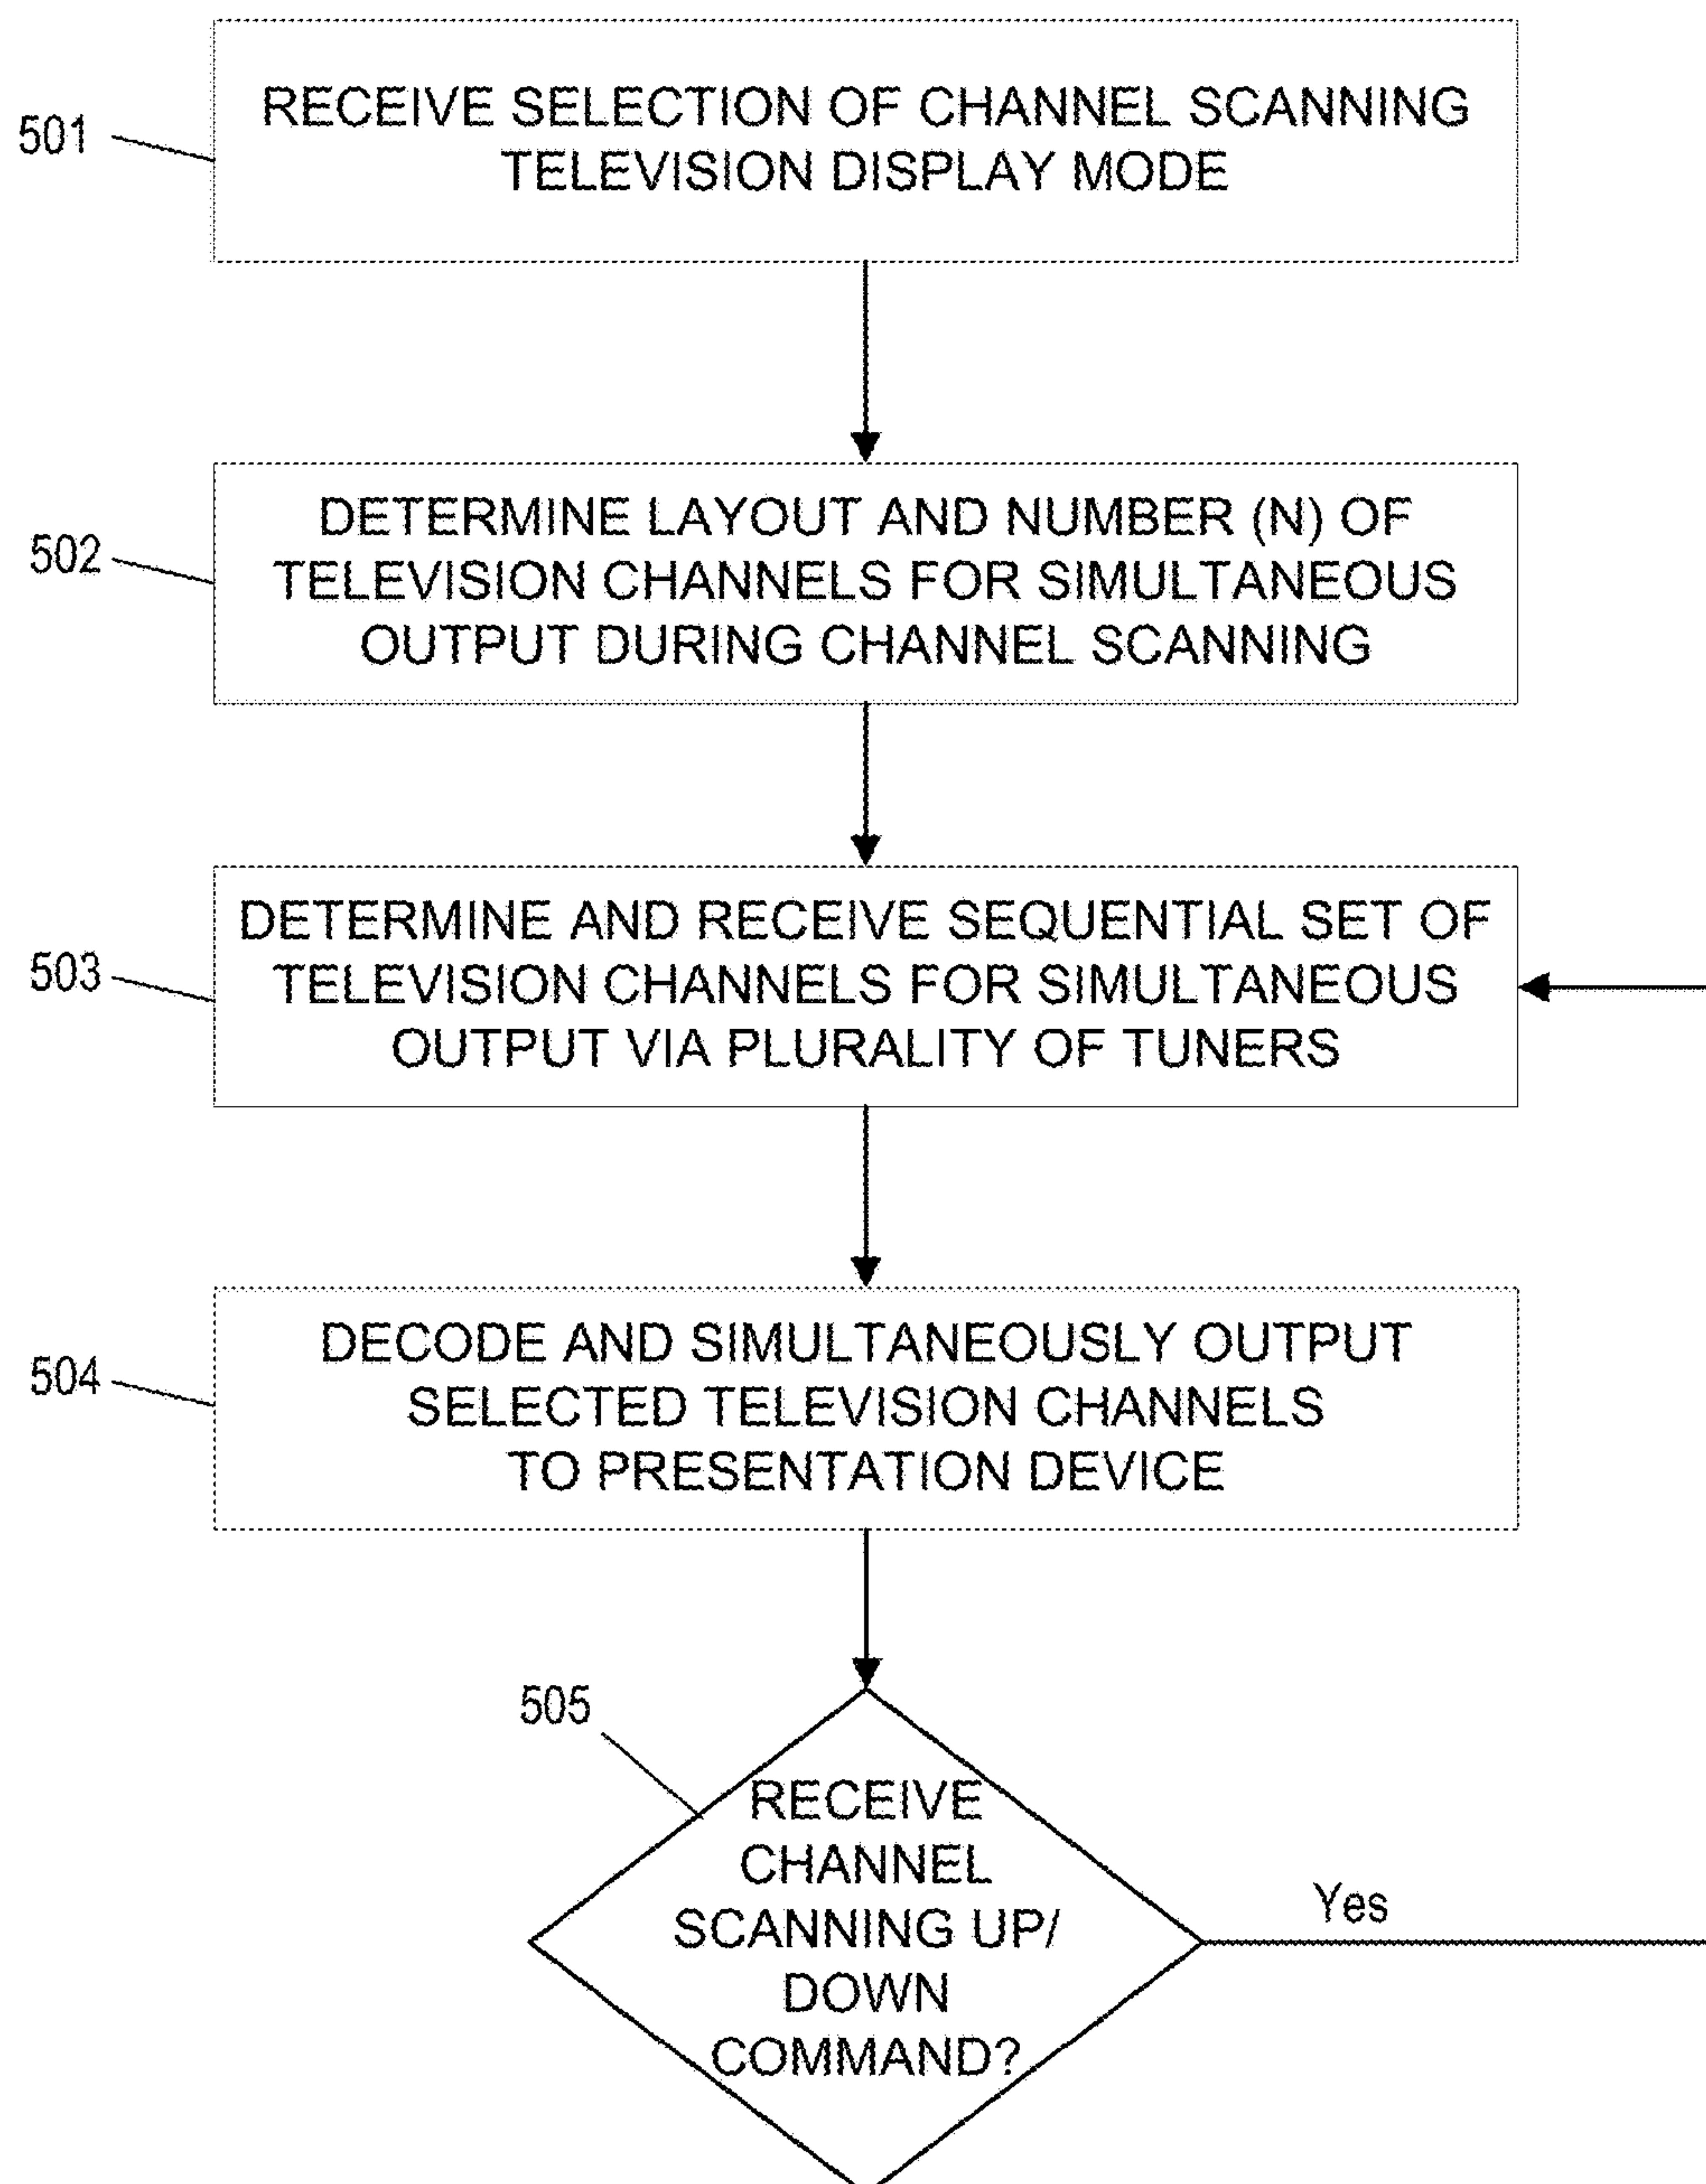 501
RECEIVE SELECTION OF CHANNEL SCANNING
TELEVISION DISPLAY MODE
502
DETERMINE LAYOUT AND NUMBER (N) OF
TELEVISION CHANNELS FOR SIMULTANEOUS
OUTPUT DURING CHANNEL SCANNING
503
DETERMINE AND RECEIVE SEQUENTIAL SET OF
TELEVISION CHANNELS FOR SIMULTANEOUS
OUTPUT VIA PLURALITY OF TUNERS
504
DECODE AND SIMULTANEOUSLY OUTPUT
SELECTED TELEVISION CHANNELS
TO PRESENTATION DEVICE
505
RECEIVE
CHANNEL
SCANNING UP/
DOWN
COMMAND?
Yes